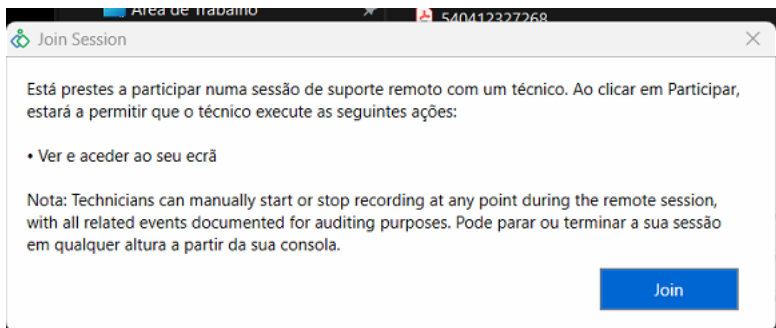 Área de Trabalho
540412327268
Join Session
Está prestes a participar numa sessão de suporte remoto com um técnico. Ao clicar em Participar,
estará a permitir que o técnico execute as seguintes ações:
• Ver e aceder ao seu ecrã
Nota: Technicians can manually start or stop recording at any point during the remote session,
with all related events documented for auditing purposes. Pode parar ou terminar a sua sessão
em qualquer altura a partir da sua consola.
Join